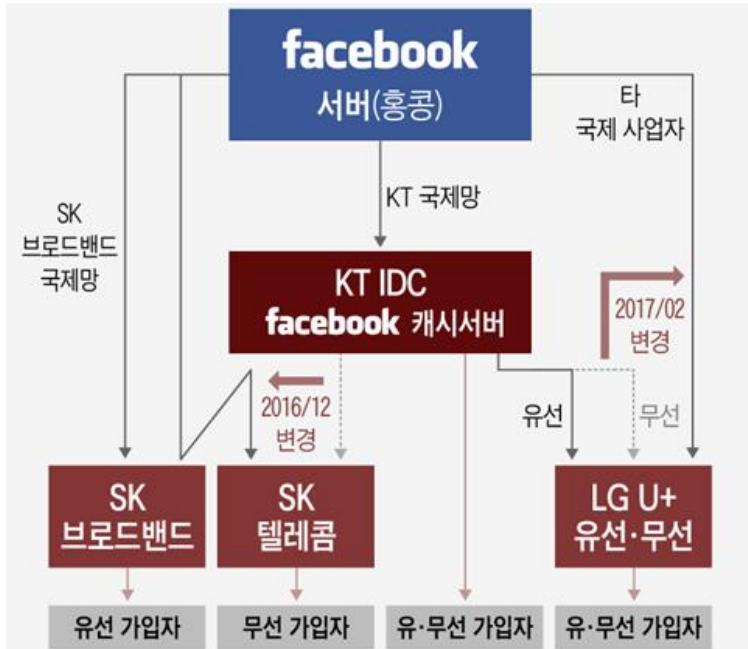 facebook
서버(홍콩)
타
국제 사업자
KT 국제망
SK
브로드밴드
국제망
KT IDC
facebook 캐시서버
2017/02
변경
2016/12
변경
유선
무선
SK
브로드밴드
SK
텔레콤
LG U+
유선·무선
유선 가입자
무선 가입자
유·무선 가입자
유·무선 가입자